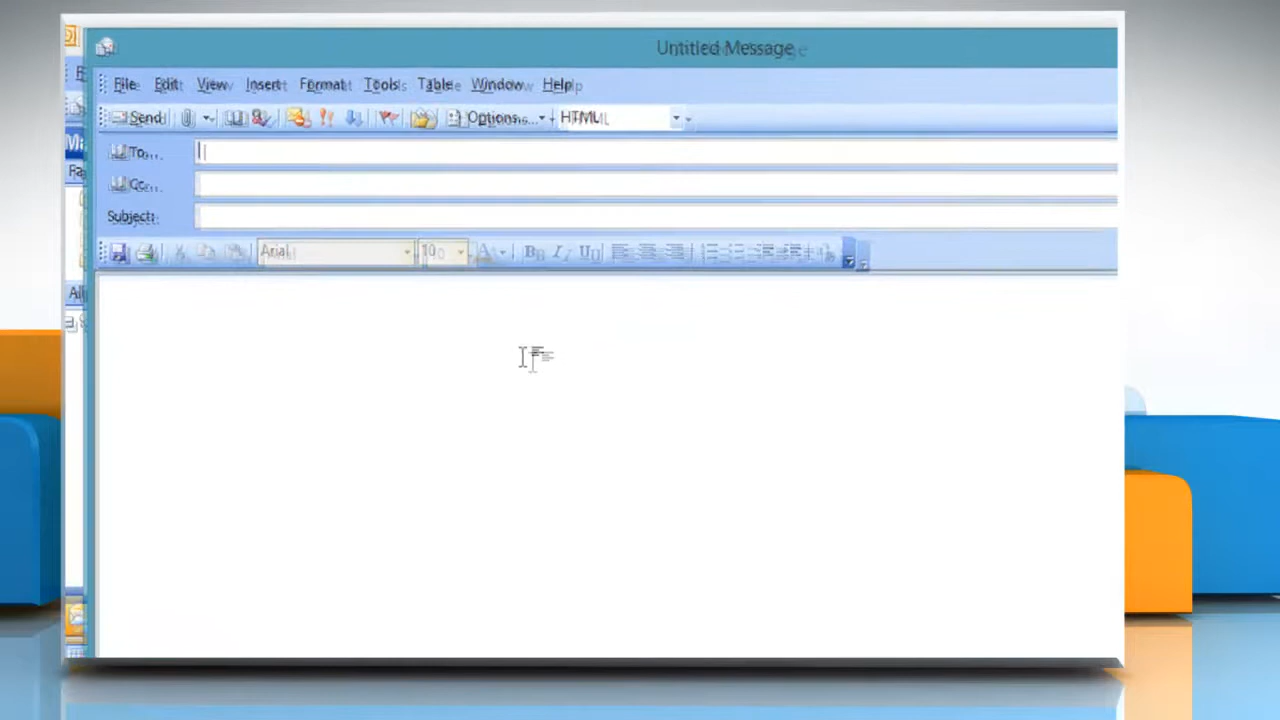 Untitled Message
File Edit View Insert Format Tools Table Window Help
Send Options... HTML
To...
Cc...
Subject:
Arial 10 B I U